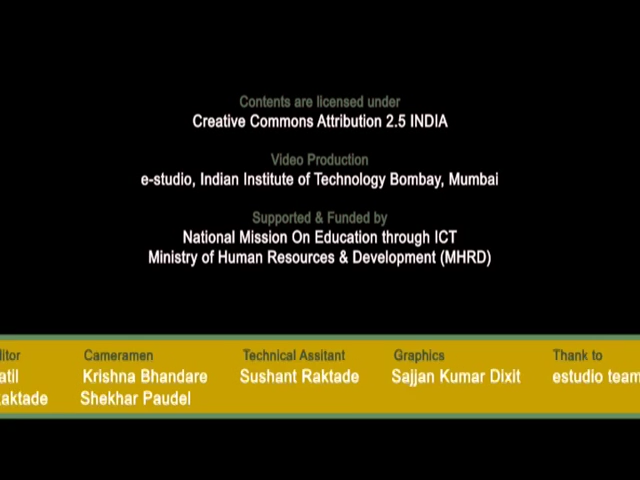 Contents are licensed under
Creative Commons Attribution 2.5 INDIA
Video Production
e-studio, Indian Institute of Technology Bombay, Mumbai
Supported & Funded by
National Mission On Education through ICT
Ministry of Human Resources & Development (MHRD)
Cameramen Technical Assitant Graphics Thank to
Krishna Bhandare Sushant Raktade Sajjan Kumar Dixit estudio team
Shekhar Paudel